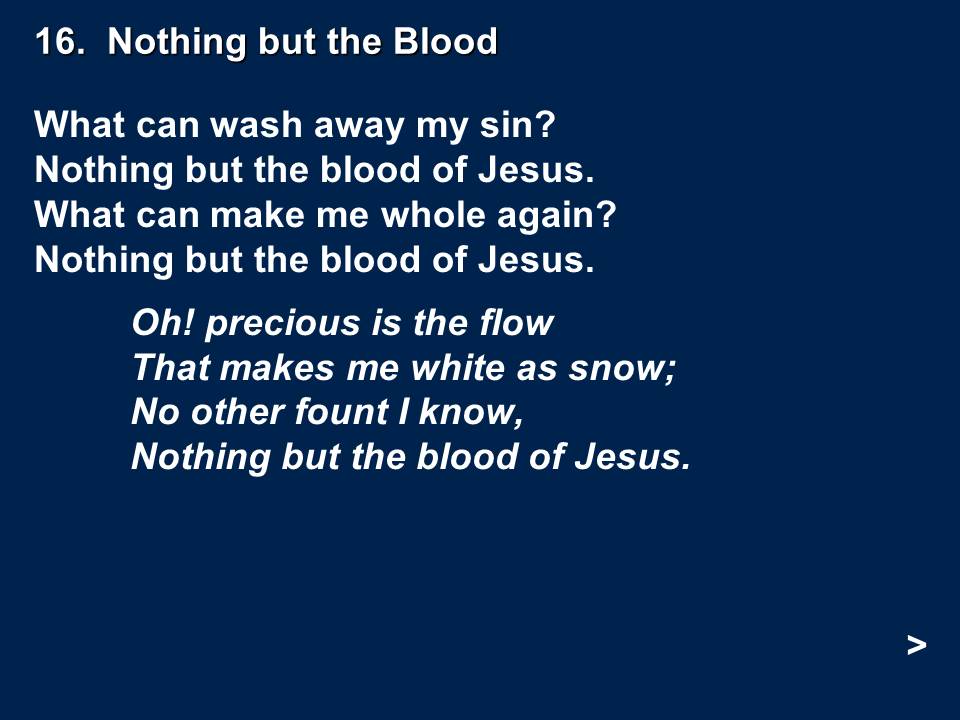 16.  Nothing but the Blood
What can wash away my sin?
Nothing but the blood of Jesus.
What can make me whole again?
Nothing but the blood of Jesus.
Oh! precious is the flow
That makes me white as snow;
No other fount I know,
Nothing but the blood of Jesus.
>